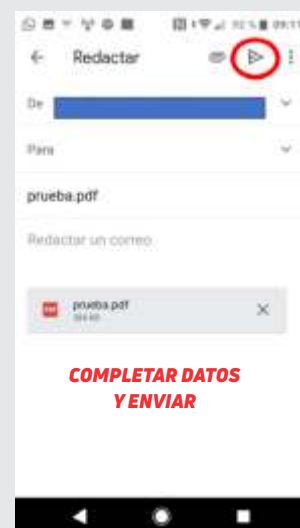 Redactar
De
Para
prueba.pdf
Redactar un correo
prueba.pdf
COMPLETAR DATOS
Y ENVIAR